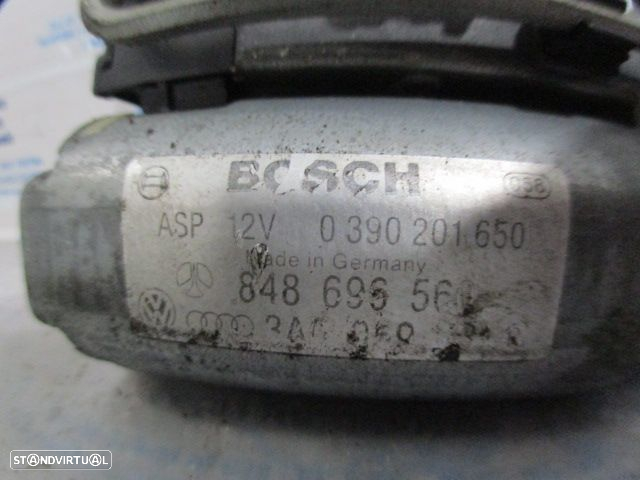 BOSCH
ASP 12V 0 390 201 650
Made in Germany
848 696
STANDVIRTUAL